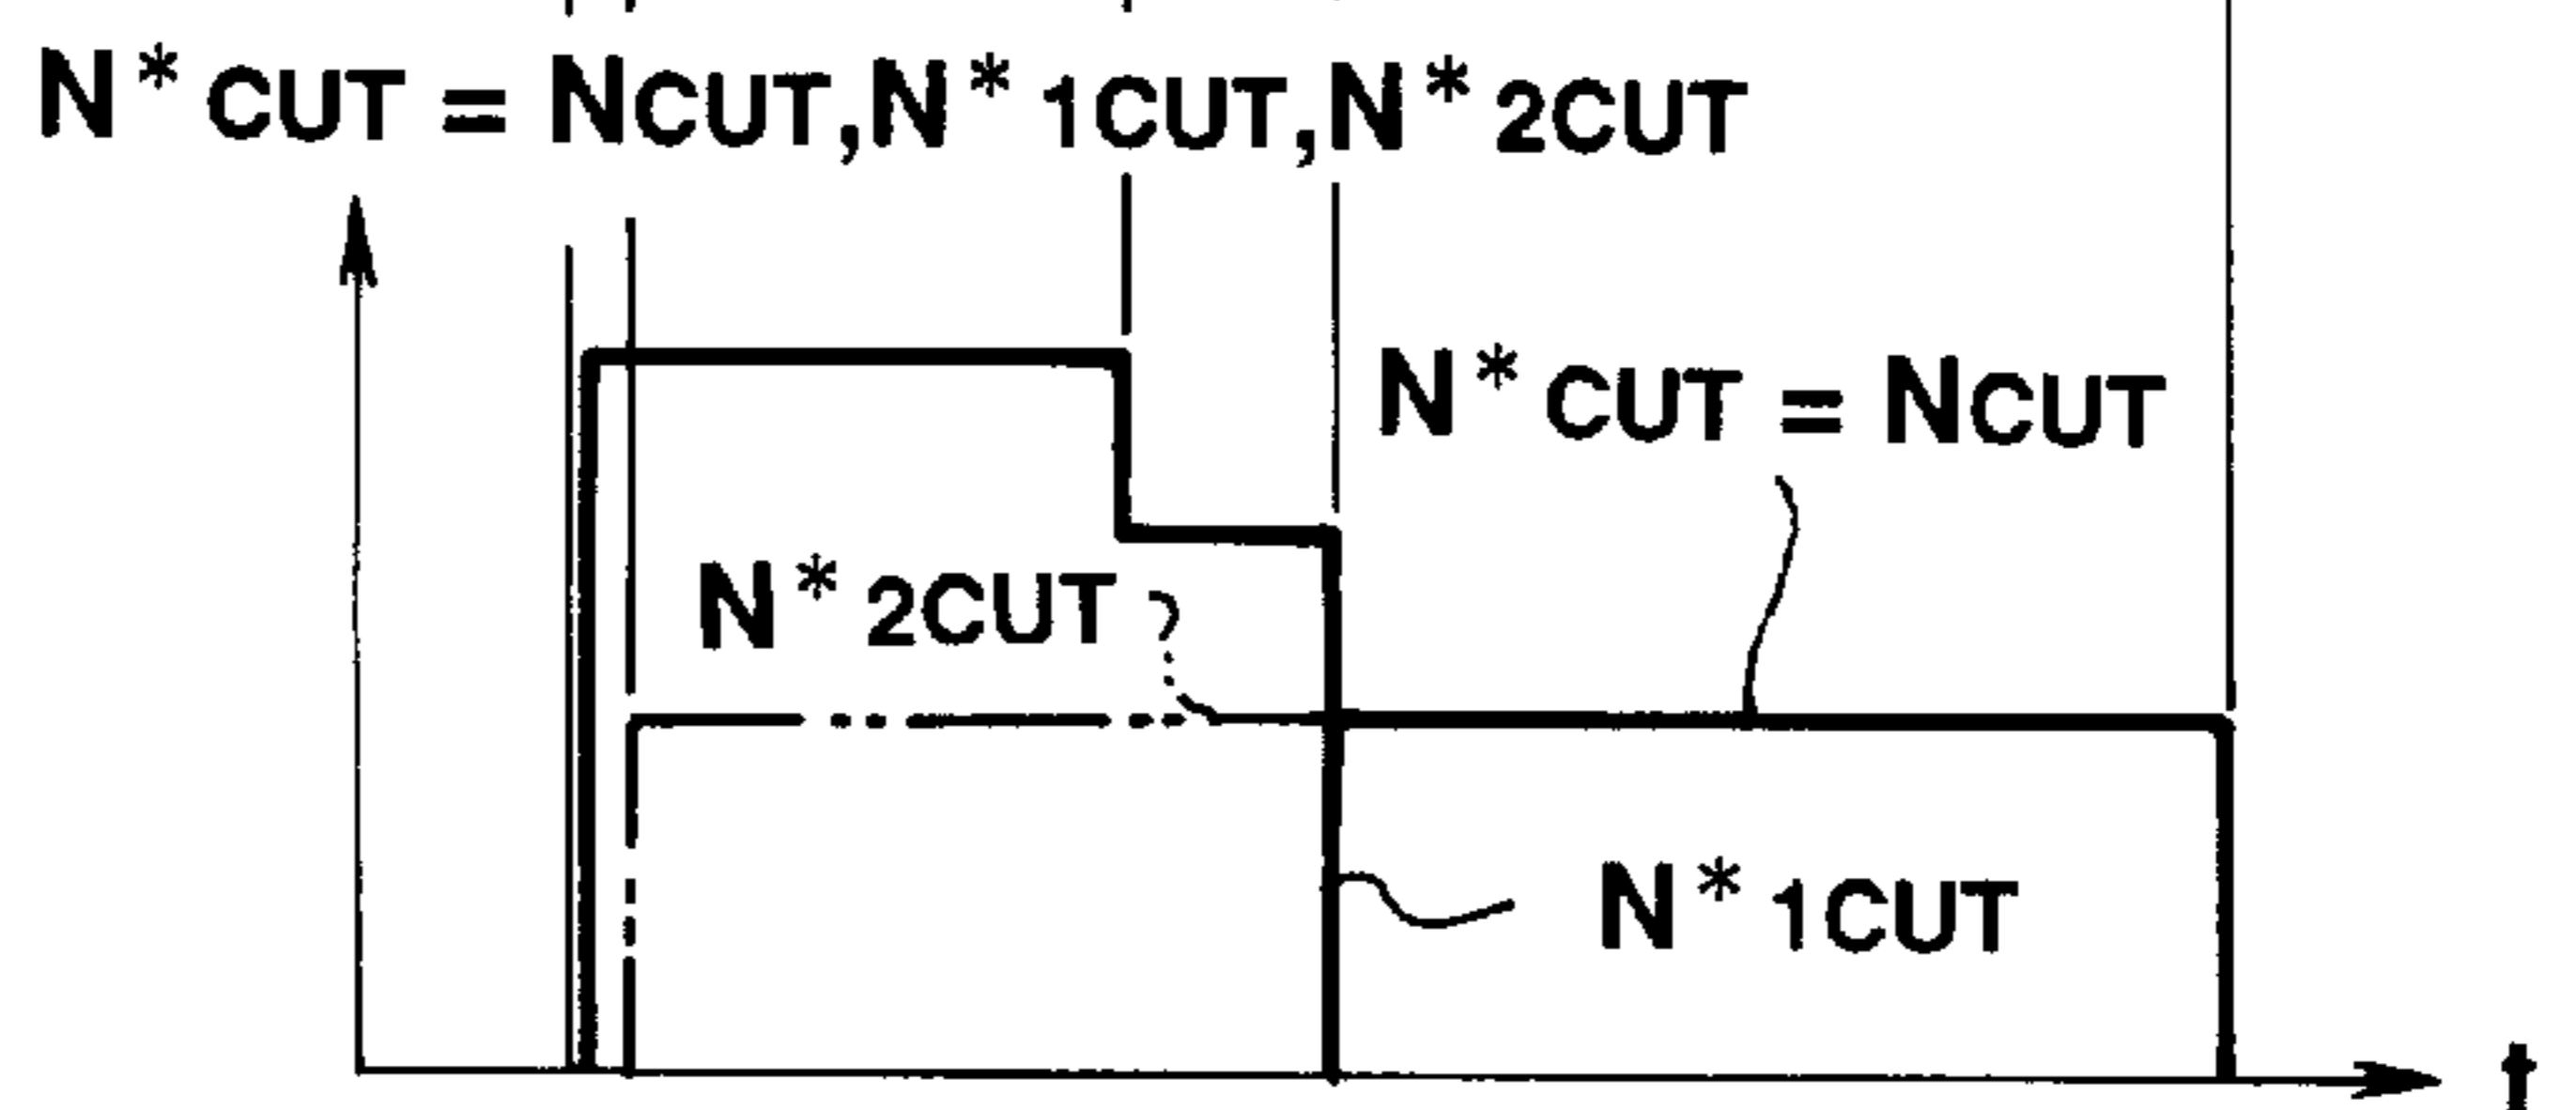 N*CUT = NCUT,N*1CUT,N*2CUT
N*CUT = NCUT
N*2CUT
N*1CUT
t